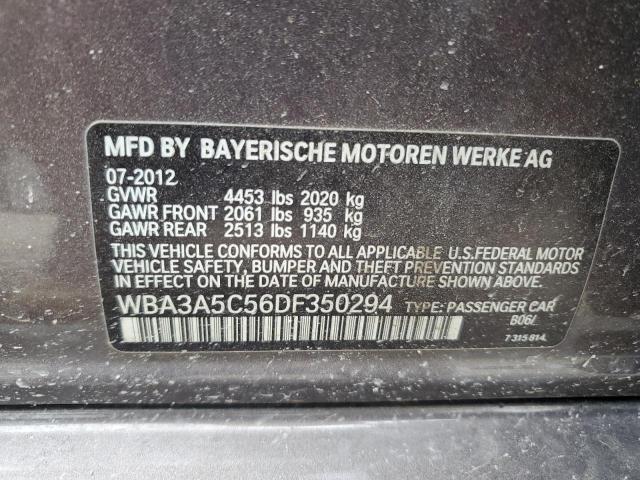 MFD BY BAYERISCHE MOTOREN WERKE AG
07-2012
GVWR 4453 lbs 2020 kg
GAWR FRONT 2061 lbs 935 kg
GAWR REAR 2513 lbs 1140 kg
THIS VEHICLE CONFORMS TO ALL APPLICABLE U.S.FEDERAL MOTOR
VEHICLE SAFETY, BUMPER AND THEFT PREVENTION STANDARDS
IN EFFECT ON THE DATE OF MANUFACTURE SHOWN ABOVE.
WBA3A5C56DF350294 TYPE: PASSENGER CAR
B06/
7 315 814